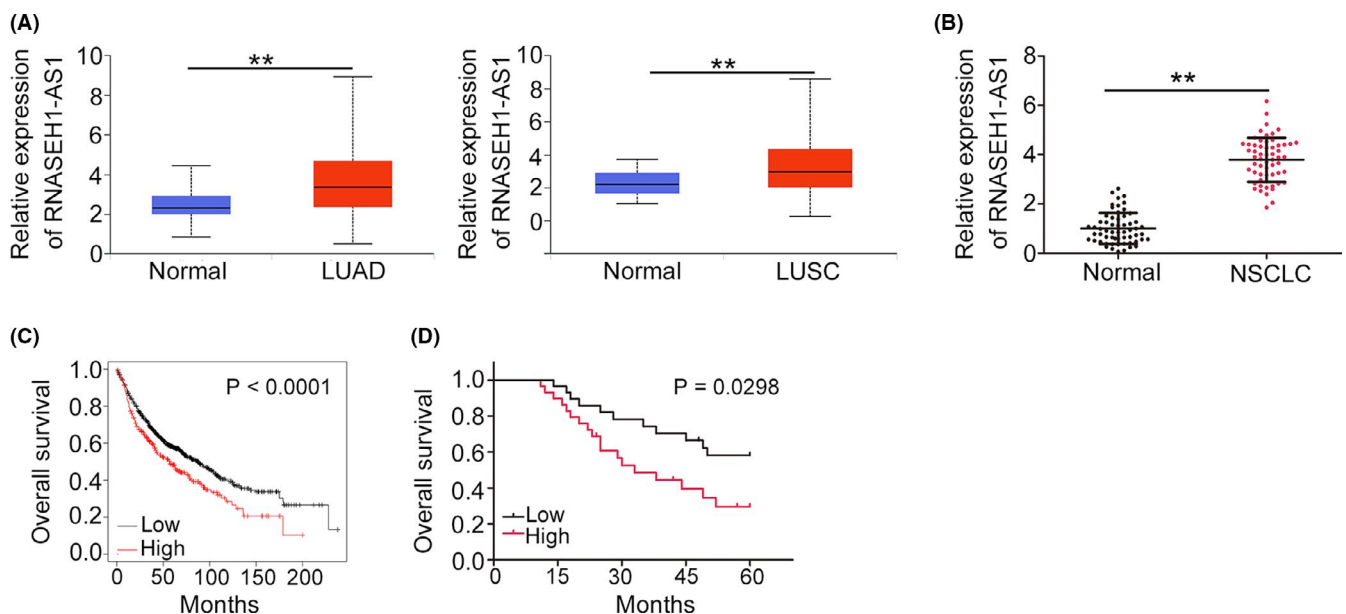 (A)
Relative expression
of RNASEH1-AS1
10
8
6
4
2
0
**
Normal
LUAD
Relative expression
of RNASEH1-AS1
10
8
6
4
2
0
**
Normal
LUSC
(B)
Relative expression
of RNASEH1-AS1
8
6
4
2
0
**
Normal
NSCLC
(C)
Overall survival
1.0
0.8
0.6
0.4
0.2
0.0
P < 0.0001
Low
High
0 50 100 150 200
Months
(D)
Overall survival
1.0
0.8
0.6
0.4
0.2
0.0
P = 0.0298
Low
High
0 15 30 45 60
Months